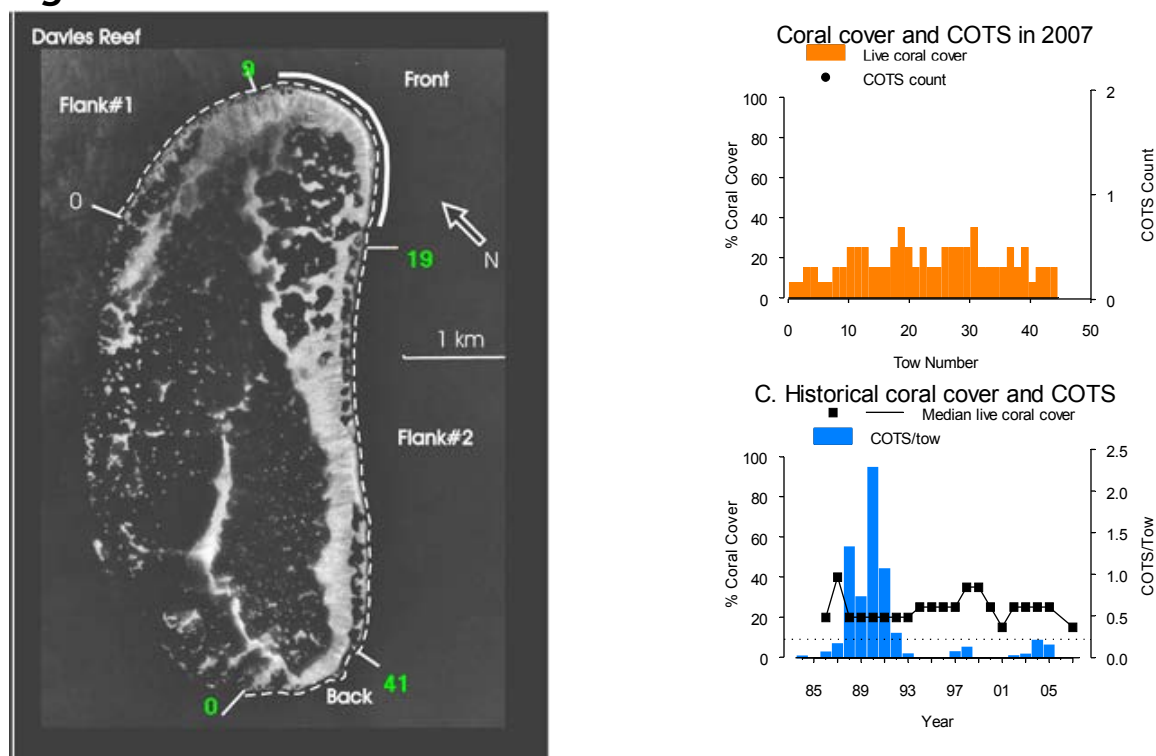 Davies Reef
9
Front
Flank#1
0
N
19
1 km
Flank#2
41
Back
0
Coral cover and COTS in 2007
Live coral cover
COTS count
100
80
60
40
20
0
% Coral Cover
2
1
0
COTS Count
0 10 20 30 40 50
Tow Number
C. Historical coral cover and COTS
Median live coral cover
COTS/tow
100
80
60
40
20
0
% Coral Cover
2.5
2.0
1.5
1.0
0.5
0.0
COTS/Tow
85 89 93 97 01 05
Year